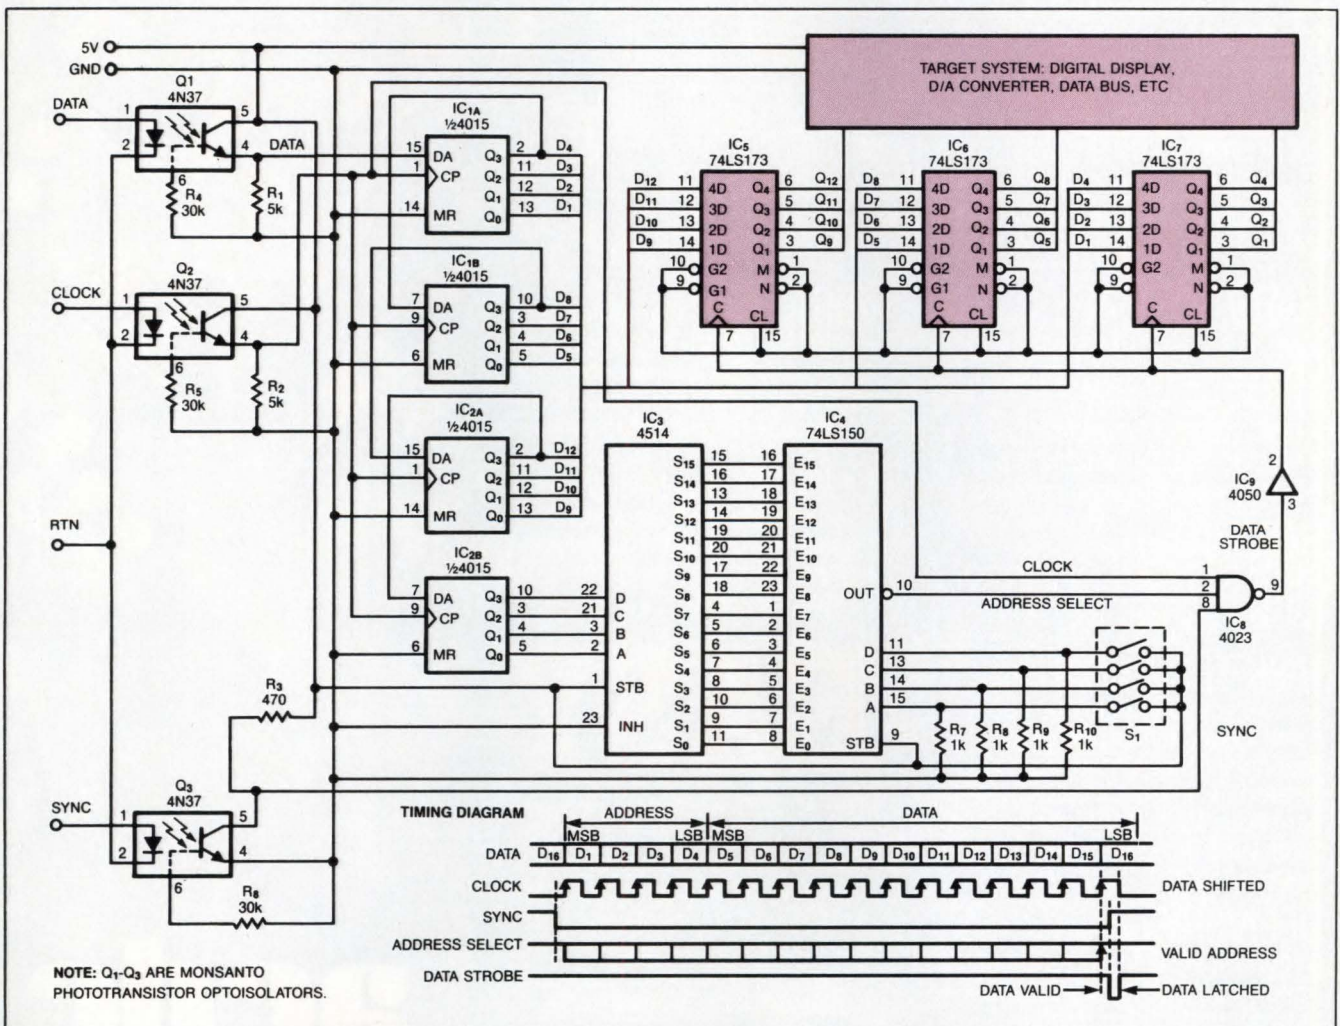 5V
GND
TARGET SYSTEM: DIGITAL DISPLAY,
D/A CONVERTER, DATA BUS, ETC
Q1
4N37
DATA
1
2
5
4
6
DATA
R4
30k
R1
5k
Q2
4N37
CLOCK
1
2
5
4
6
R5
30k
R2
5k
RTN
R3
470
Q3
4N37
SYNC
1
2
5
4
6
R6
30k
IC1A
½4015
15 DA Q3 2 D4
1 CP Q2 11 D3
Q1 12 D2
14 MR Q0 13 D1
IC1B
½4015
7 DA Q3 10 D8
9 CP Q2 3 D7
Q1 4 D6
6 MR Q0 5 D5
IC2A
½4015
15 DA Q3 2 D12
1 CP Q2 11 D11
Q1 12 D10
14 MR Q0 13 D9
IC2B
½4015
7 DA Q3 10 22 D
9 CP Q2 3 21 C
Q1 4 3 B
6 MR Q0 5 2 A
IC5
74LS173
D12 11 4D Q4 6 Q12
D11 12 3D Q3 5 Q11
D10 13 2D Q2 4 Q10
D9 14 1D Q1 3 Q9
10 G2 M 1
9 G1 N 2
C CL
7 15
IC6
74LS173
D8 11 4D Q4 6 Q8
D7 12 3D Q3 5 Q7
D6 13 2D Q2 4 Q6
D5 14 1D Q1 3 Q5
10 G2 M 1
9 G1 N 2
C CL
7 15
IC7
74LS173
D4 11 4D Q4 6 Q4
D3 12 3D Q3 5 Q3
D2 13 2D Q2 4 Q2
D1 14 1D Q1 3 Q1
10 G2 M 1
9 G1 N 2
C CL
7 15
IC3
4514
IC4
74LS150
S15 15 16 E15
S14 16 17 E14
S13 13 18 E13
S12 14 19 E12
S11 19 20 E11
S10 20 21 E10
S9 17 22 E9
S8 18 23 E8
S7 4 1 E7
S6 5 2 E6
S5 6 3 E5
S4 7 4 E4
S3 8 5 E3
S2 10 6 E2
S1 9 7 E1
S0 11 8 E0
1 STB
23 INH
OUT 10
D 11
C 13
B 14
A 15
STB 9
R7
1k
R8
1k
R9
1k
R10
1k
S1
SYNC
CLOCK
ADDRESS SELECT
1
2
8
9
IC8
4023
DATA
STROBE
IC9
4050
2
3
TIMING DIAGRAM
ADDRESS DATA
MSB LSB MSB LSB
DATA D16 D1 D2 D3 D4 D5 D6 D7 D8 D9 D10 D11 D12 D13 D14 D15 D16
CLOCK DATA SHIFTED
SYNC
ADDRESS SELECT VALID ADDRESS
DATA STROBE
DATA VALID DATA LATCHED
NOTE: Q1-Q3 ARE MONSANTO
PHOTOTRANSISTOR OPTOISOLATORS.